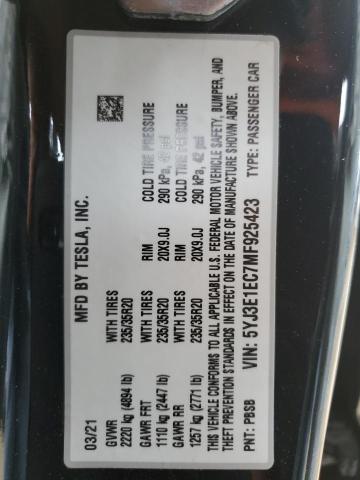 MFD BY TESLA, INC.
03/21
GVWR
2220 kg (4894 lb)
GAWR FRT WITH TIRES RIM COLD TIRE PRESSURE
1110 kg (2447 lb) 235/35R20 20X9.0J 290 kPa, 42 psi
GAWR RR WITH TIRES RIM COLD TIRE PRESSURE
1257 kg (2771 lb) 235/35R20 20X9.0J 290 kPa, 42 psi
THIS VEHICLE CONFORMS TO ALL APPLICABLE U.S. FEDERAL MOTOR VEHICLE SAFETY, BUMPER, AND
THEFT PREVENTION STANDARDS IN EFFECT ON THE DATE OF MANUFACTURE SHOWN ABOVE.
VIN: 5YJ3E1EC7MF925423
PNT: PBSB TYPE: PASSENGER CAR